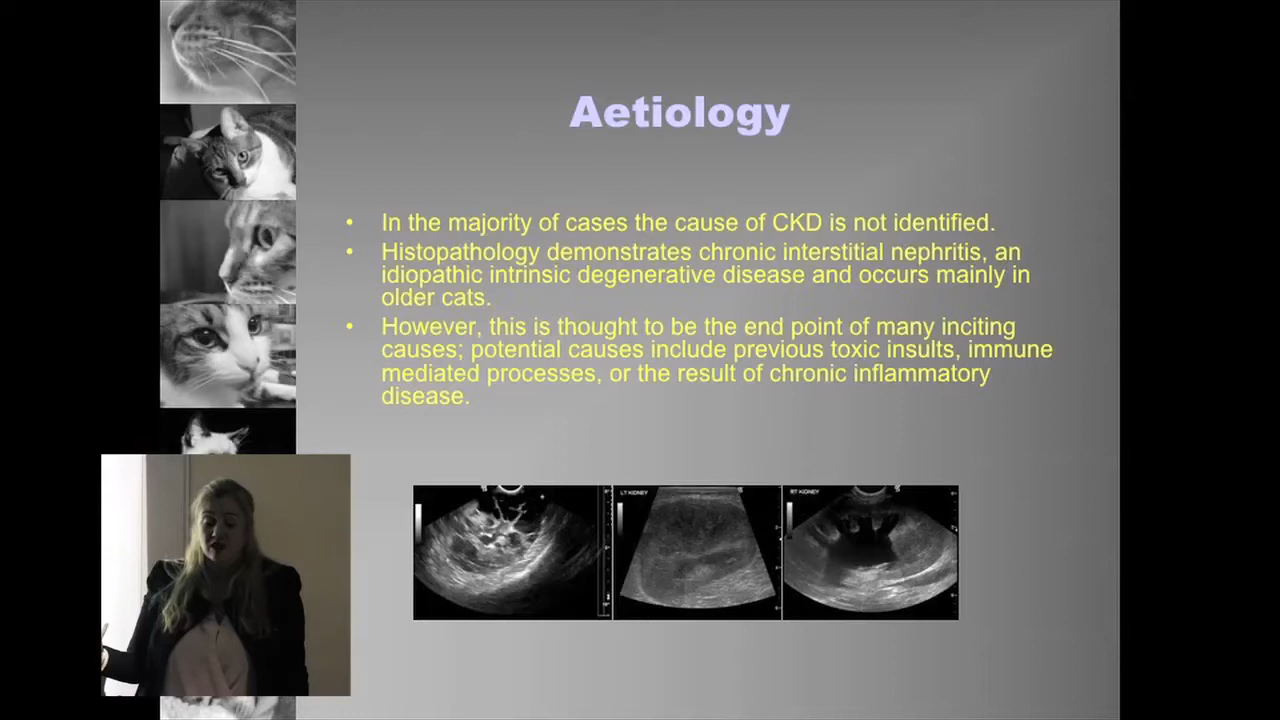 Aetiology
• In the majority of cases the cause of CKD is not identified.
• Histopathology demonstrates chronic interstitial nephritis, an
idiopathic intrinsic degenerative disease and occurs mainly in
older cats.
• However, this is thought to be the end point of many inciting
causes; potential causes include previous toxic insults, immune
mediated processes, or the result of chronic inflammatory
disease.
LT KIDNEY
RT KIDNEY